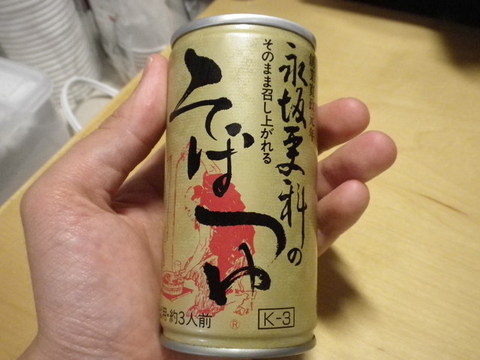 永坂更科の
そのまま召し上がれる
そばつゆ
約3人前
®
K-3